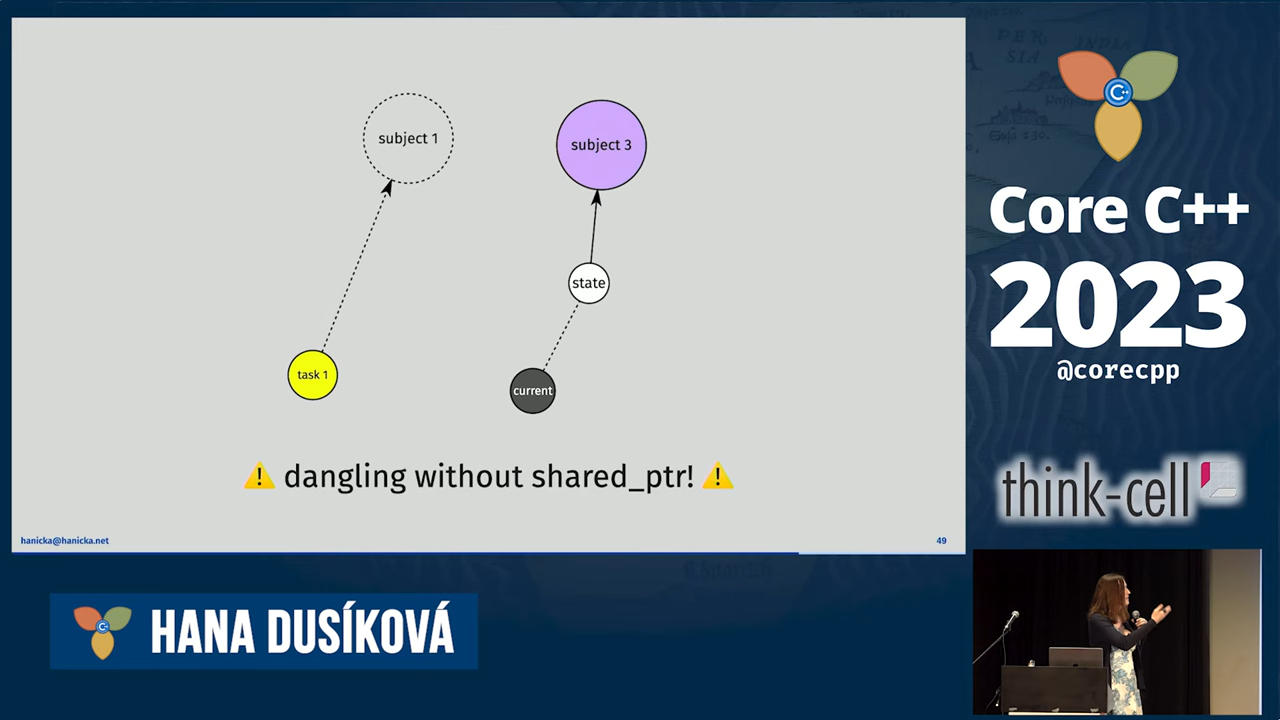 subject 1
subject 3
state
task 1
current
⚠️ dangling without shared_ptr! ⚠️
hanicka@hanicka.net
49
C++
Core C++
2023
@corecpp
think-cell
HANA DUSÍKOVÁ